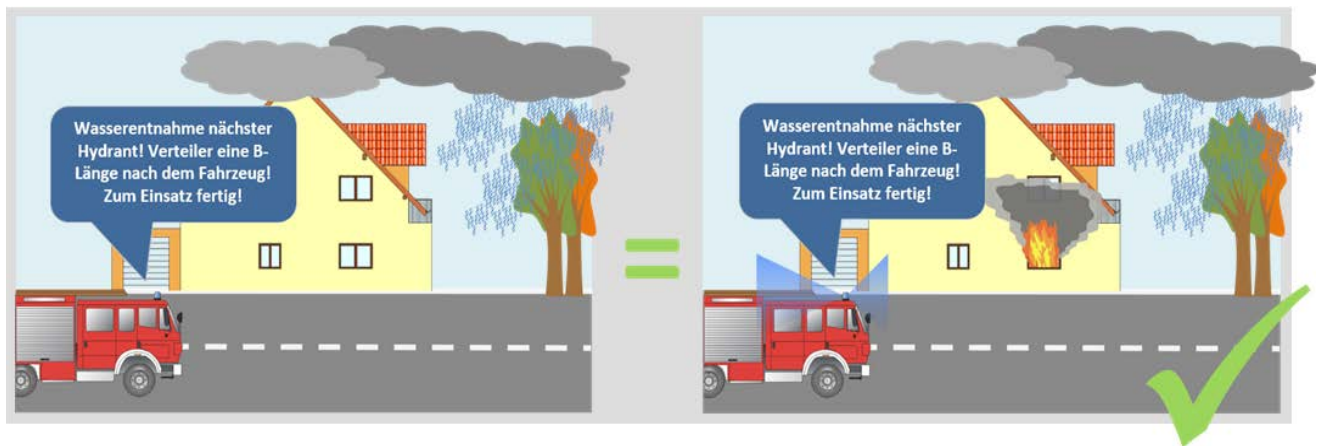 Wasserentnahme nächster
Hydrant! Verteiler eine B-
Länge nach dem Fahrzeug!
Zum Einsatz fertig!
Wasserentnahme nächster
Hydrant! Verteiler eine B-
Länge nach dem Fahrzeug!
Zum Einsatz fertig!